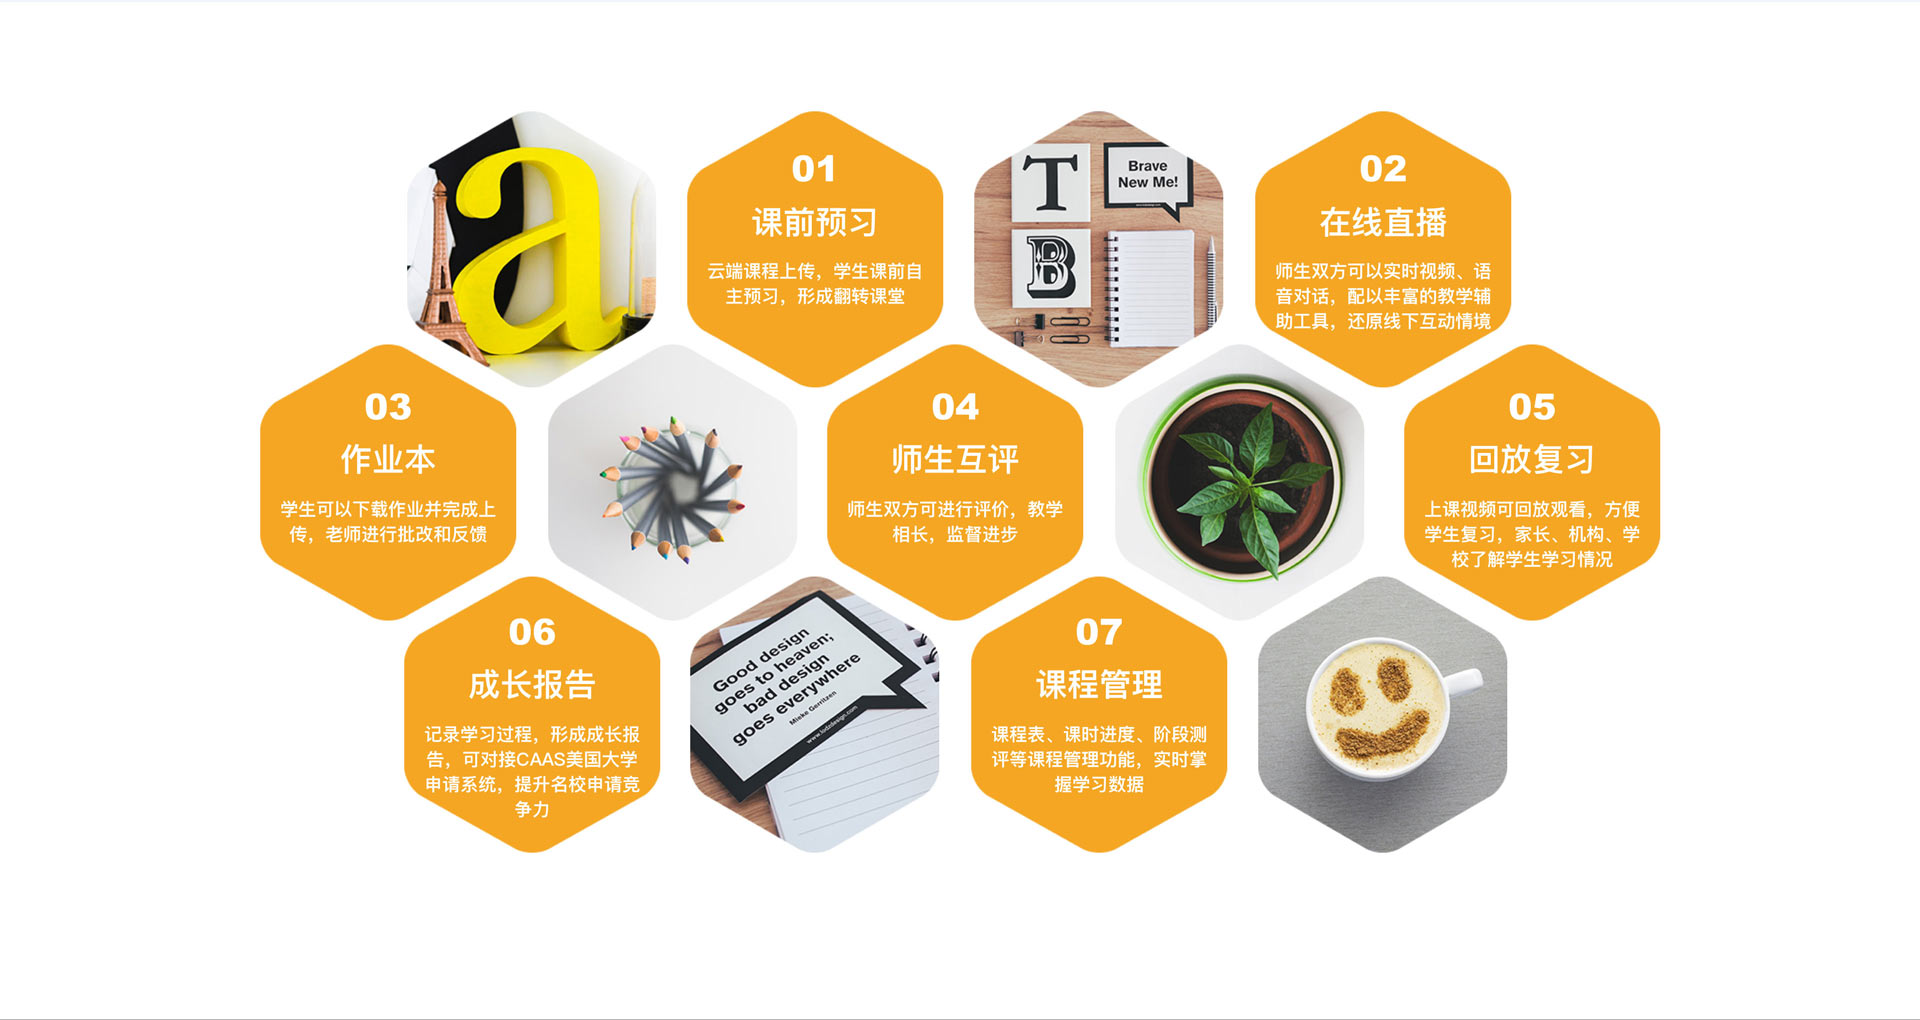 01
课前预习
云端课程上传，学生课前自
主预习，形成翻转课堂
T
B
Brave
New Me!
02
在线直播
师生双方可以实时视频、语
音对话，配以丰富的教学辅
助工具，还原线下互动情境
a
03
作业本
学生可以下载作业并完成上
传，老师进行批改和反馈
04
师生互评
师生双方可进行评价，教学
相长，监督进步
05
回放复习
上课视频可回放观看，方便
学生复习，家长、机构、学
校了解学生学习情况
06
成长报告
记录学习过程，形成成长报
告，可对接CAAS美国大学
申请系统，提升名校申请竞
争力
Good design
goes to heaven;
bad design
goes everywhere
Mieke Gerritzen
www.lodzdesign.com
07
课程管理
课程表、课时进度、阶段测
评等课程管理功能，实时掌
握学习数据